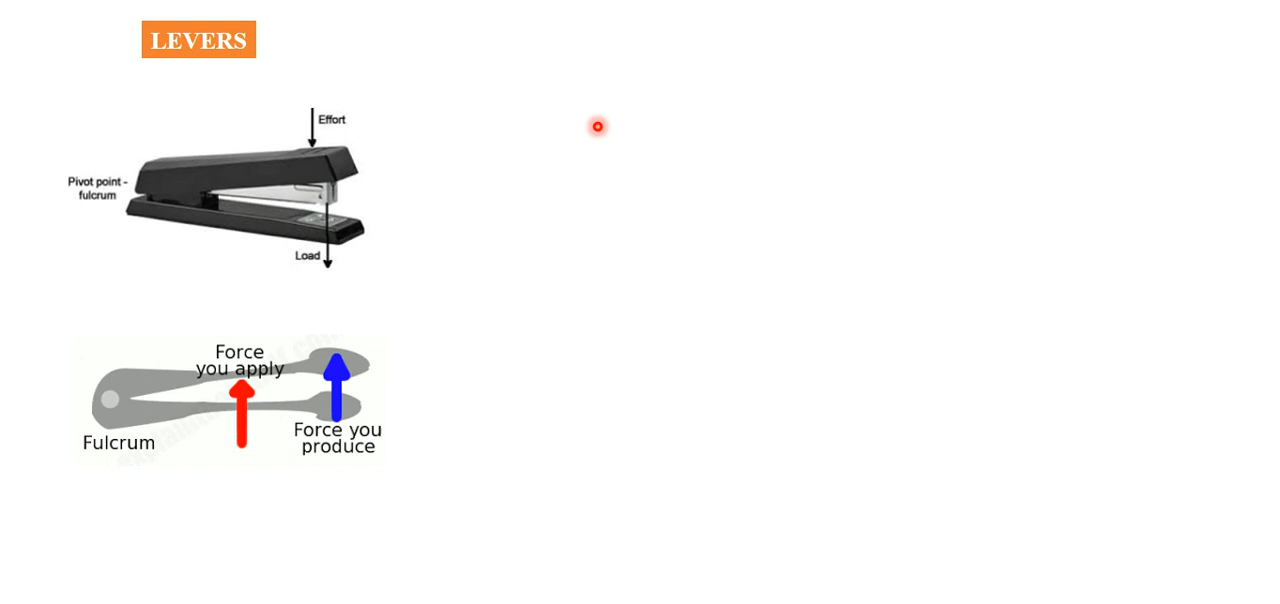 LEVERS
Effort
Pivot point -
fulcrum
Load
Force
you apply
Fulcrum
Force you
produce